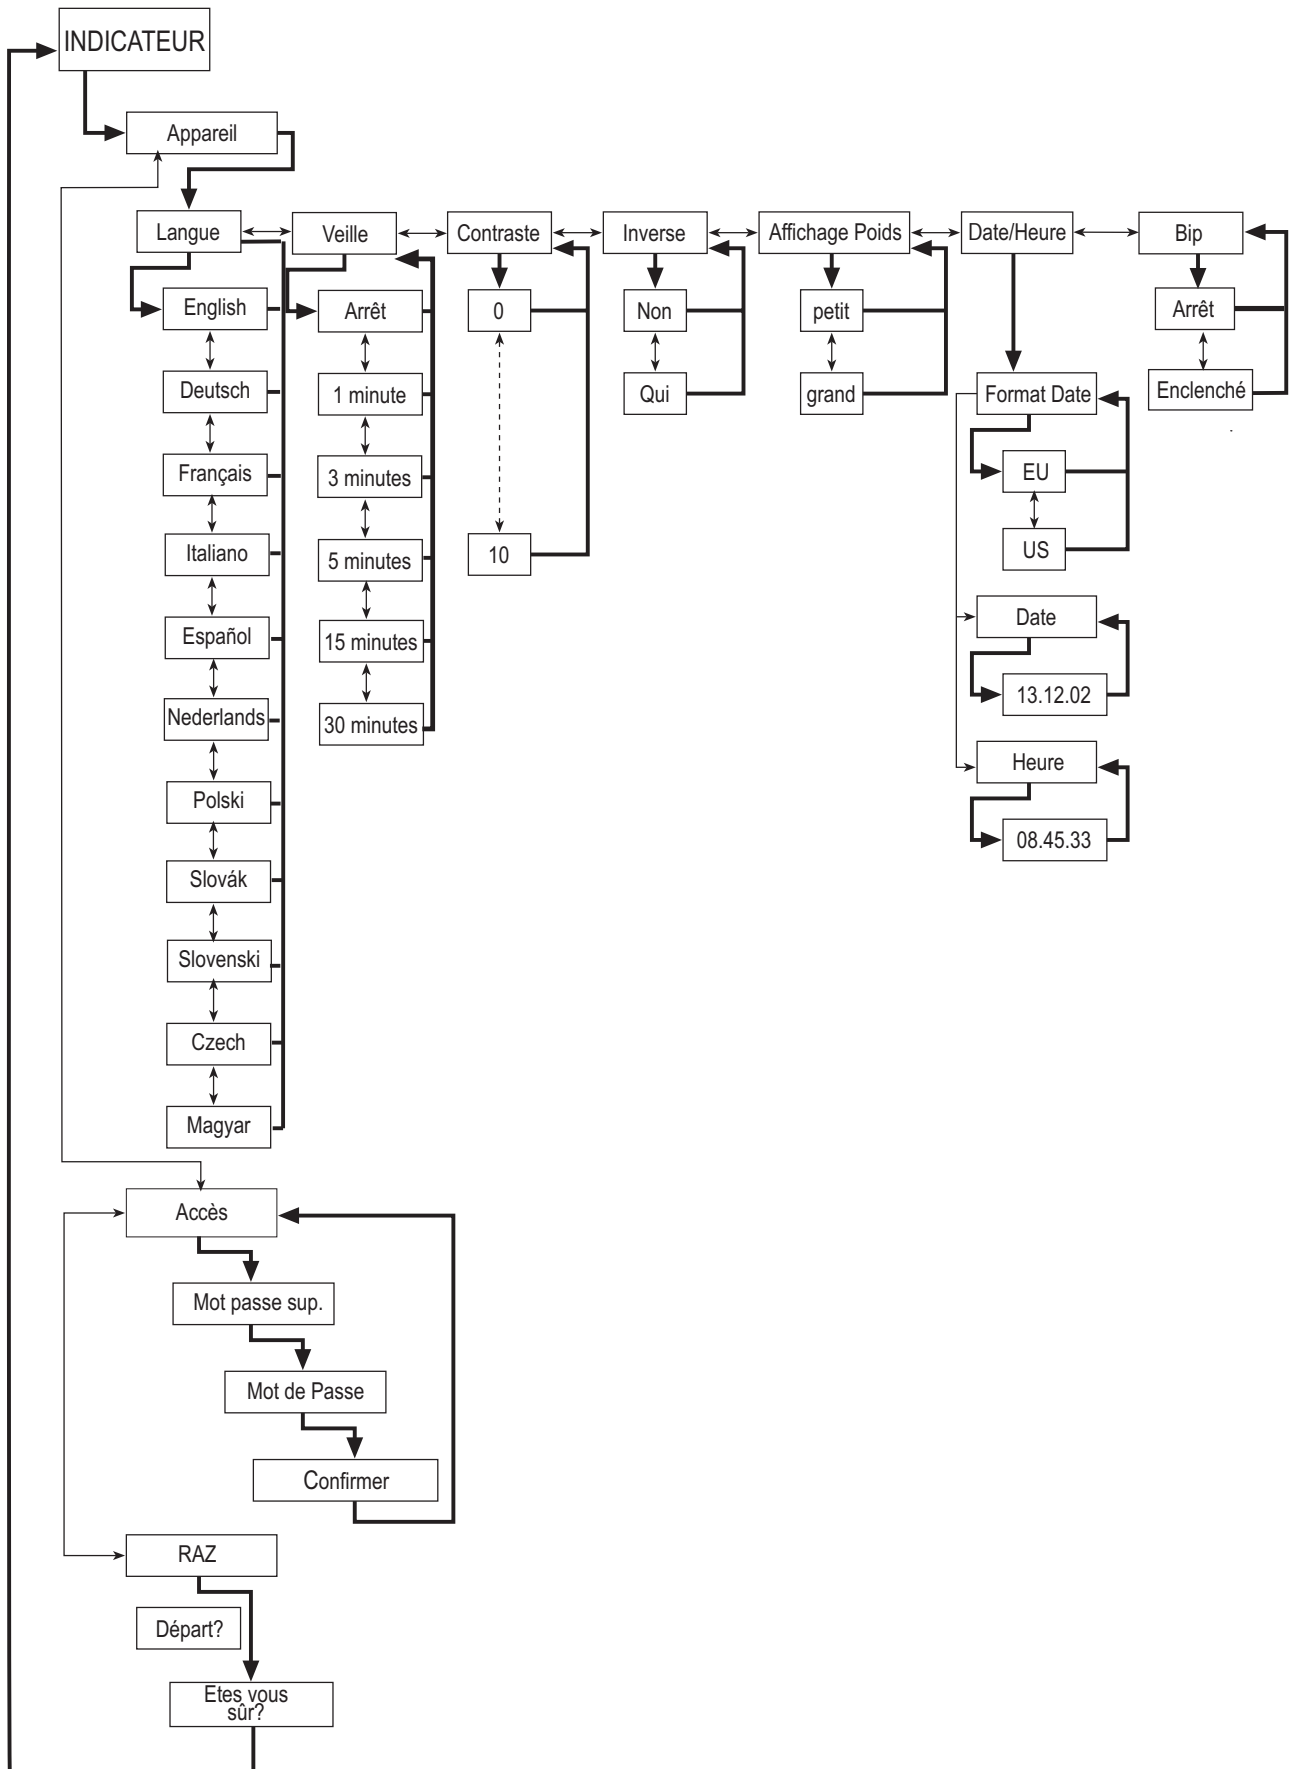 INDICATEUR
Appareil
Langue
Veille
Contraste
Inverse
Affichage Poids
Date/Heure
Bip
English
Deutsch
Français
Italiano
Español
Nederlands
Polski
Slovák
Slovenski
Czech
Magyar
Arrêt
1 minute
3 minutes
5 minutes
15 minutes
30 minutes
0
10
Non
Qui
petit
grand
Format Date
EU
US
Date
13.12.02
Heure
08.45.33
Arrêt
Enclenché
Accès
Mot passe sup.
Mot de Passe
Confirmer
RAZ
Départ?
Etes vous
sûr?